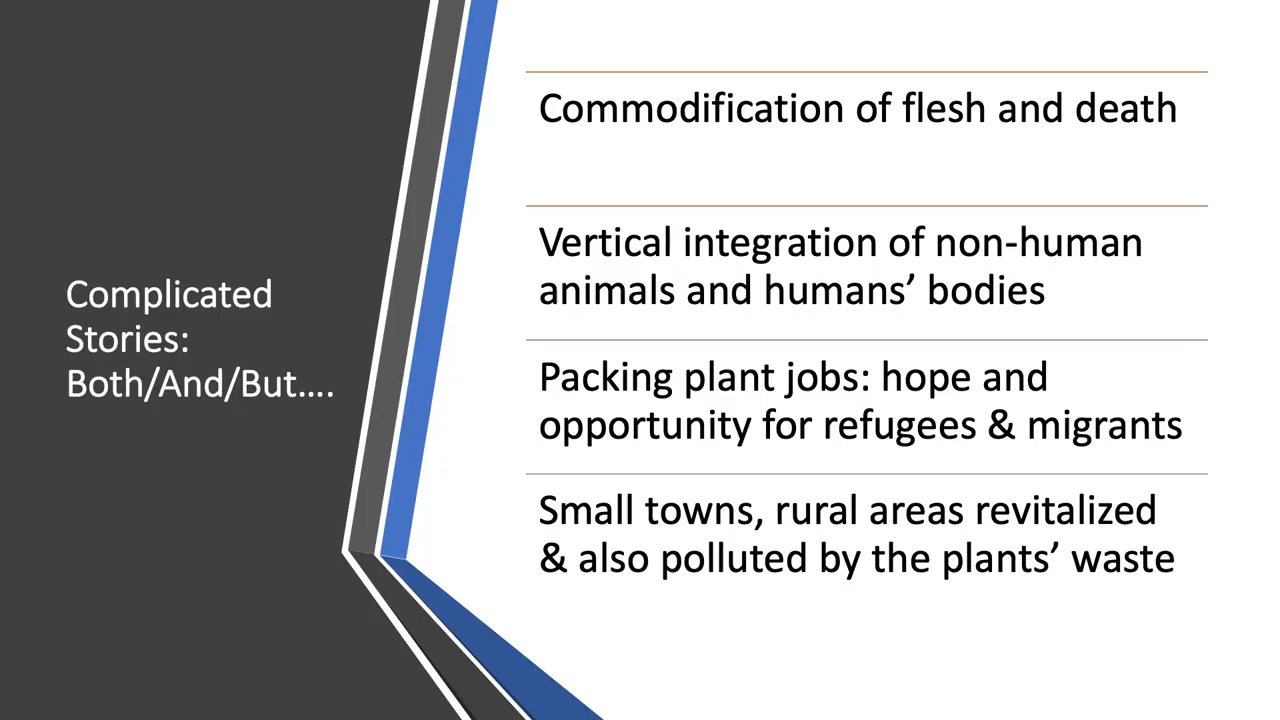 Complicated
Stories:
Both/And/But....
Commodification of flesh and death
Vertical integration of non-human
animals and humans’ bodies
Packing plant jobs: hope and
opportunity for refugees & migrants
Small towns, rural areas revitalized
& also polluted by the plants’ waste